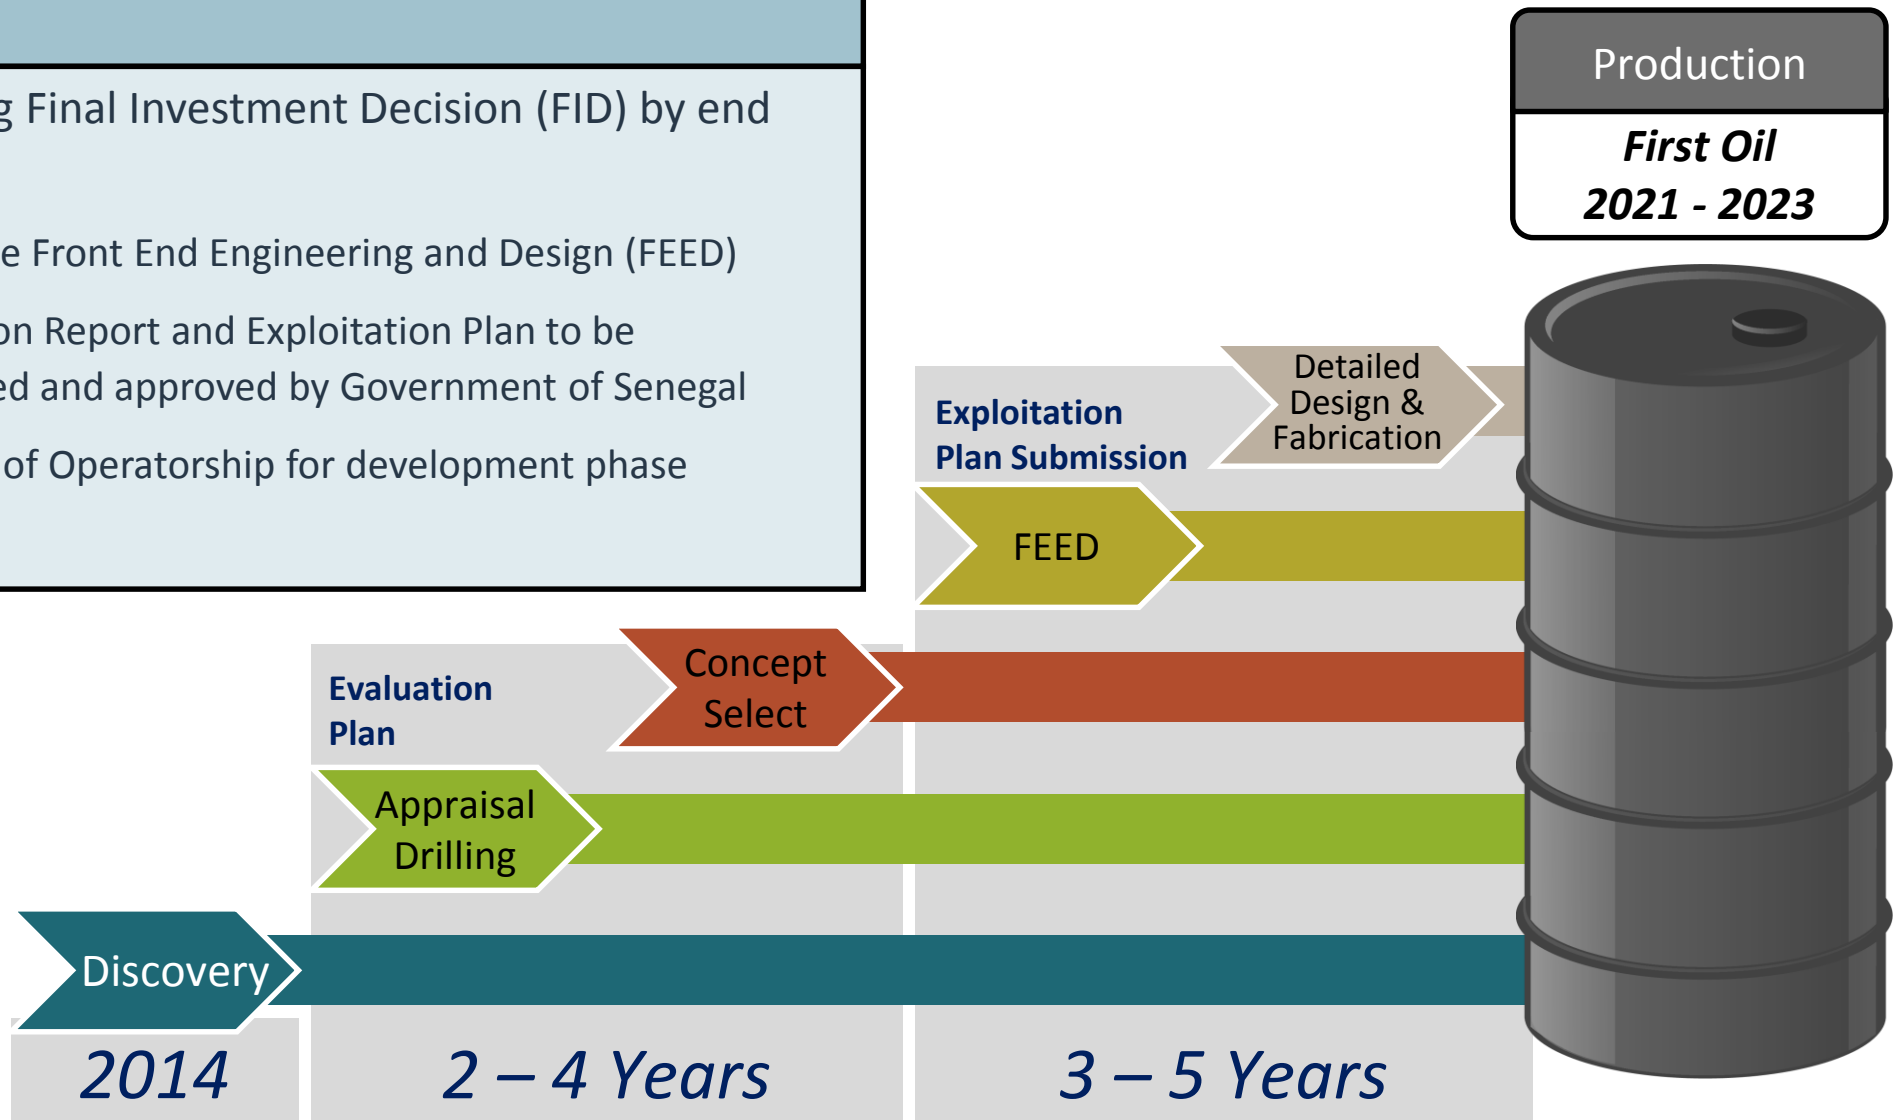 g Final Investment Decision (FID) by end
e Front End Engineering and Design (FEED)
on Report and Exploitation Plan to be
ed and approved by Government of Senegal
of Operatorship for development phase
Production
First Oil
2021 - 2023
Exploitation
Plan Submission
Detailed
Design &
Fabrication
FEED
Evaluation
Plan
Concept
Select
Appraisal
Drilling
Discovery
2014
2 – 4 Years
3 – 5 Years